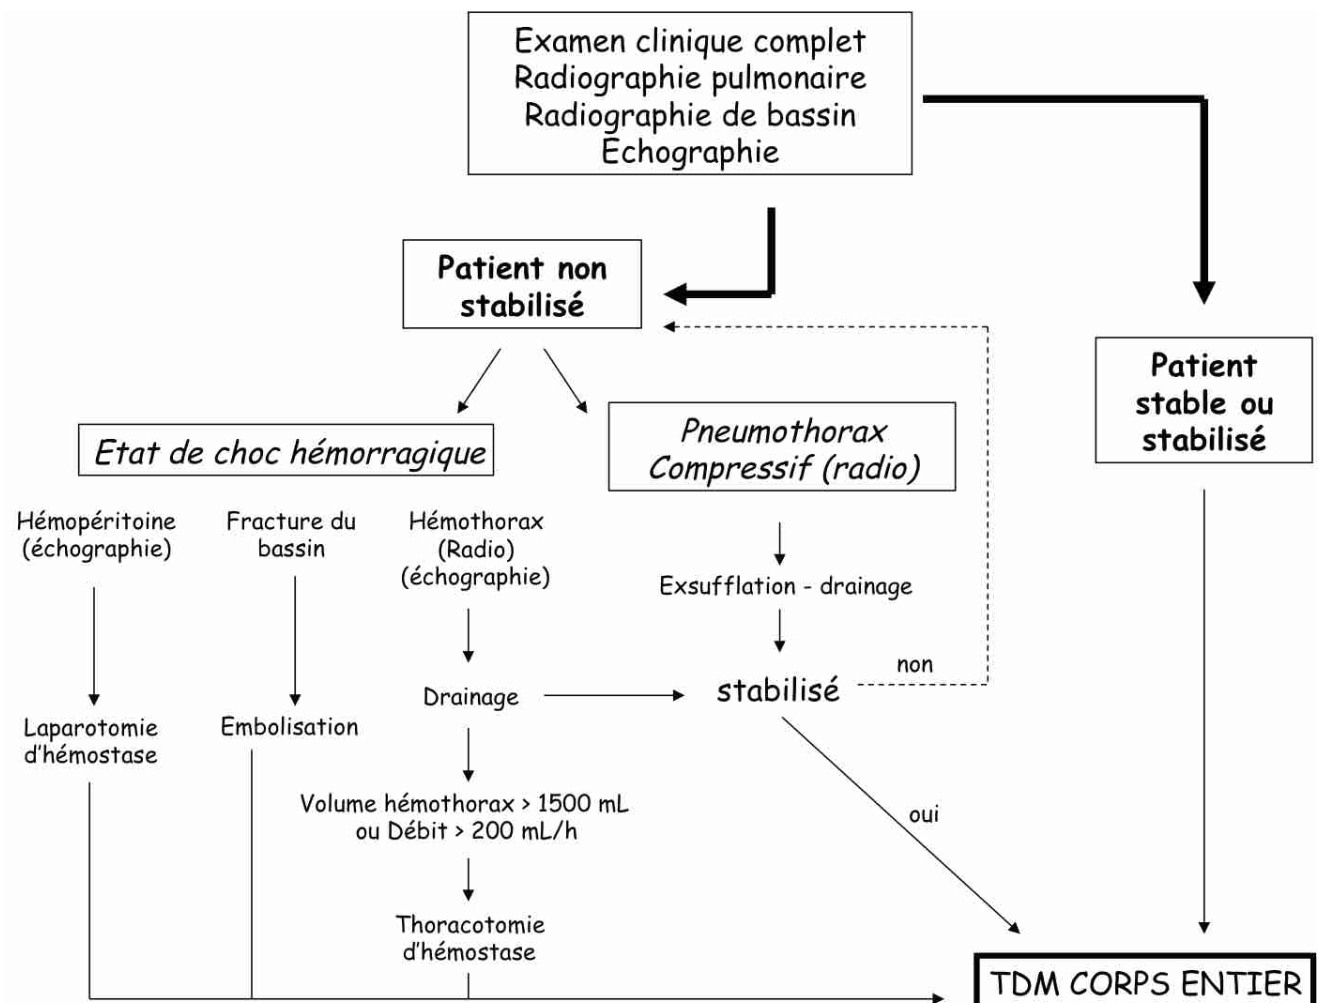 Examen clinique complet
Radiographie pulmonaire
Radiographie de bassin
Echographie
Patient non
stabilisé
Patient
stable ou
stabilisé
Etat de choc hémorragique
Pneumothorax
Compressif (radio)
Hémopéritoine
(échographie)
Fracture du
bassin
Hémothorax
(Radio)
(échographie)
Exsufflation - drainage
non
stabilisé
Drainage
Laparotomie
d'hémostase
Embolisation
Volume hémothorax > 1500 mL
ou Débit > 200 mL/h
oui
Thoracotomie
d'hémostase
TDM CORPS ENTIER